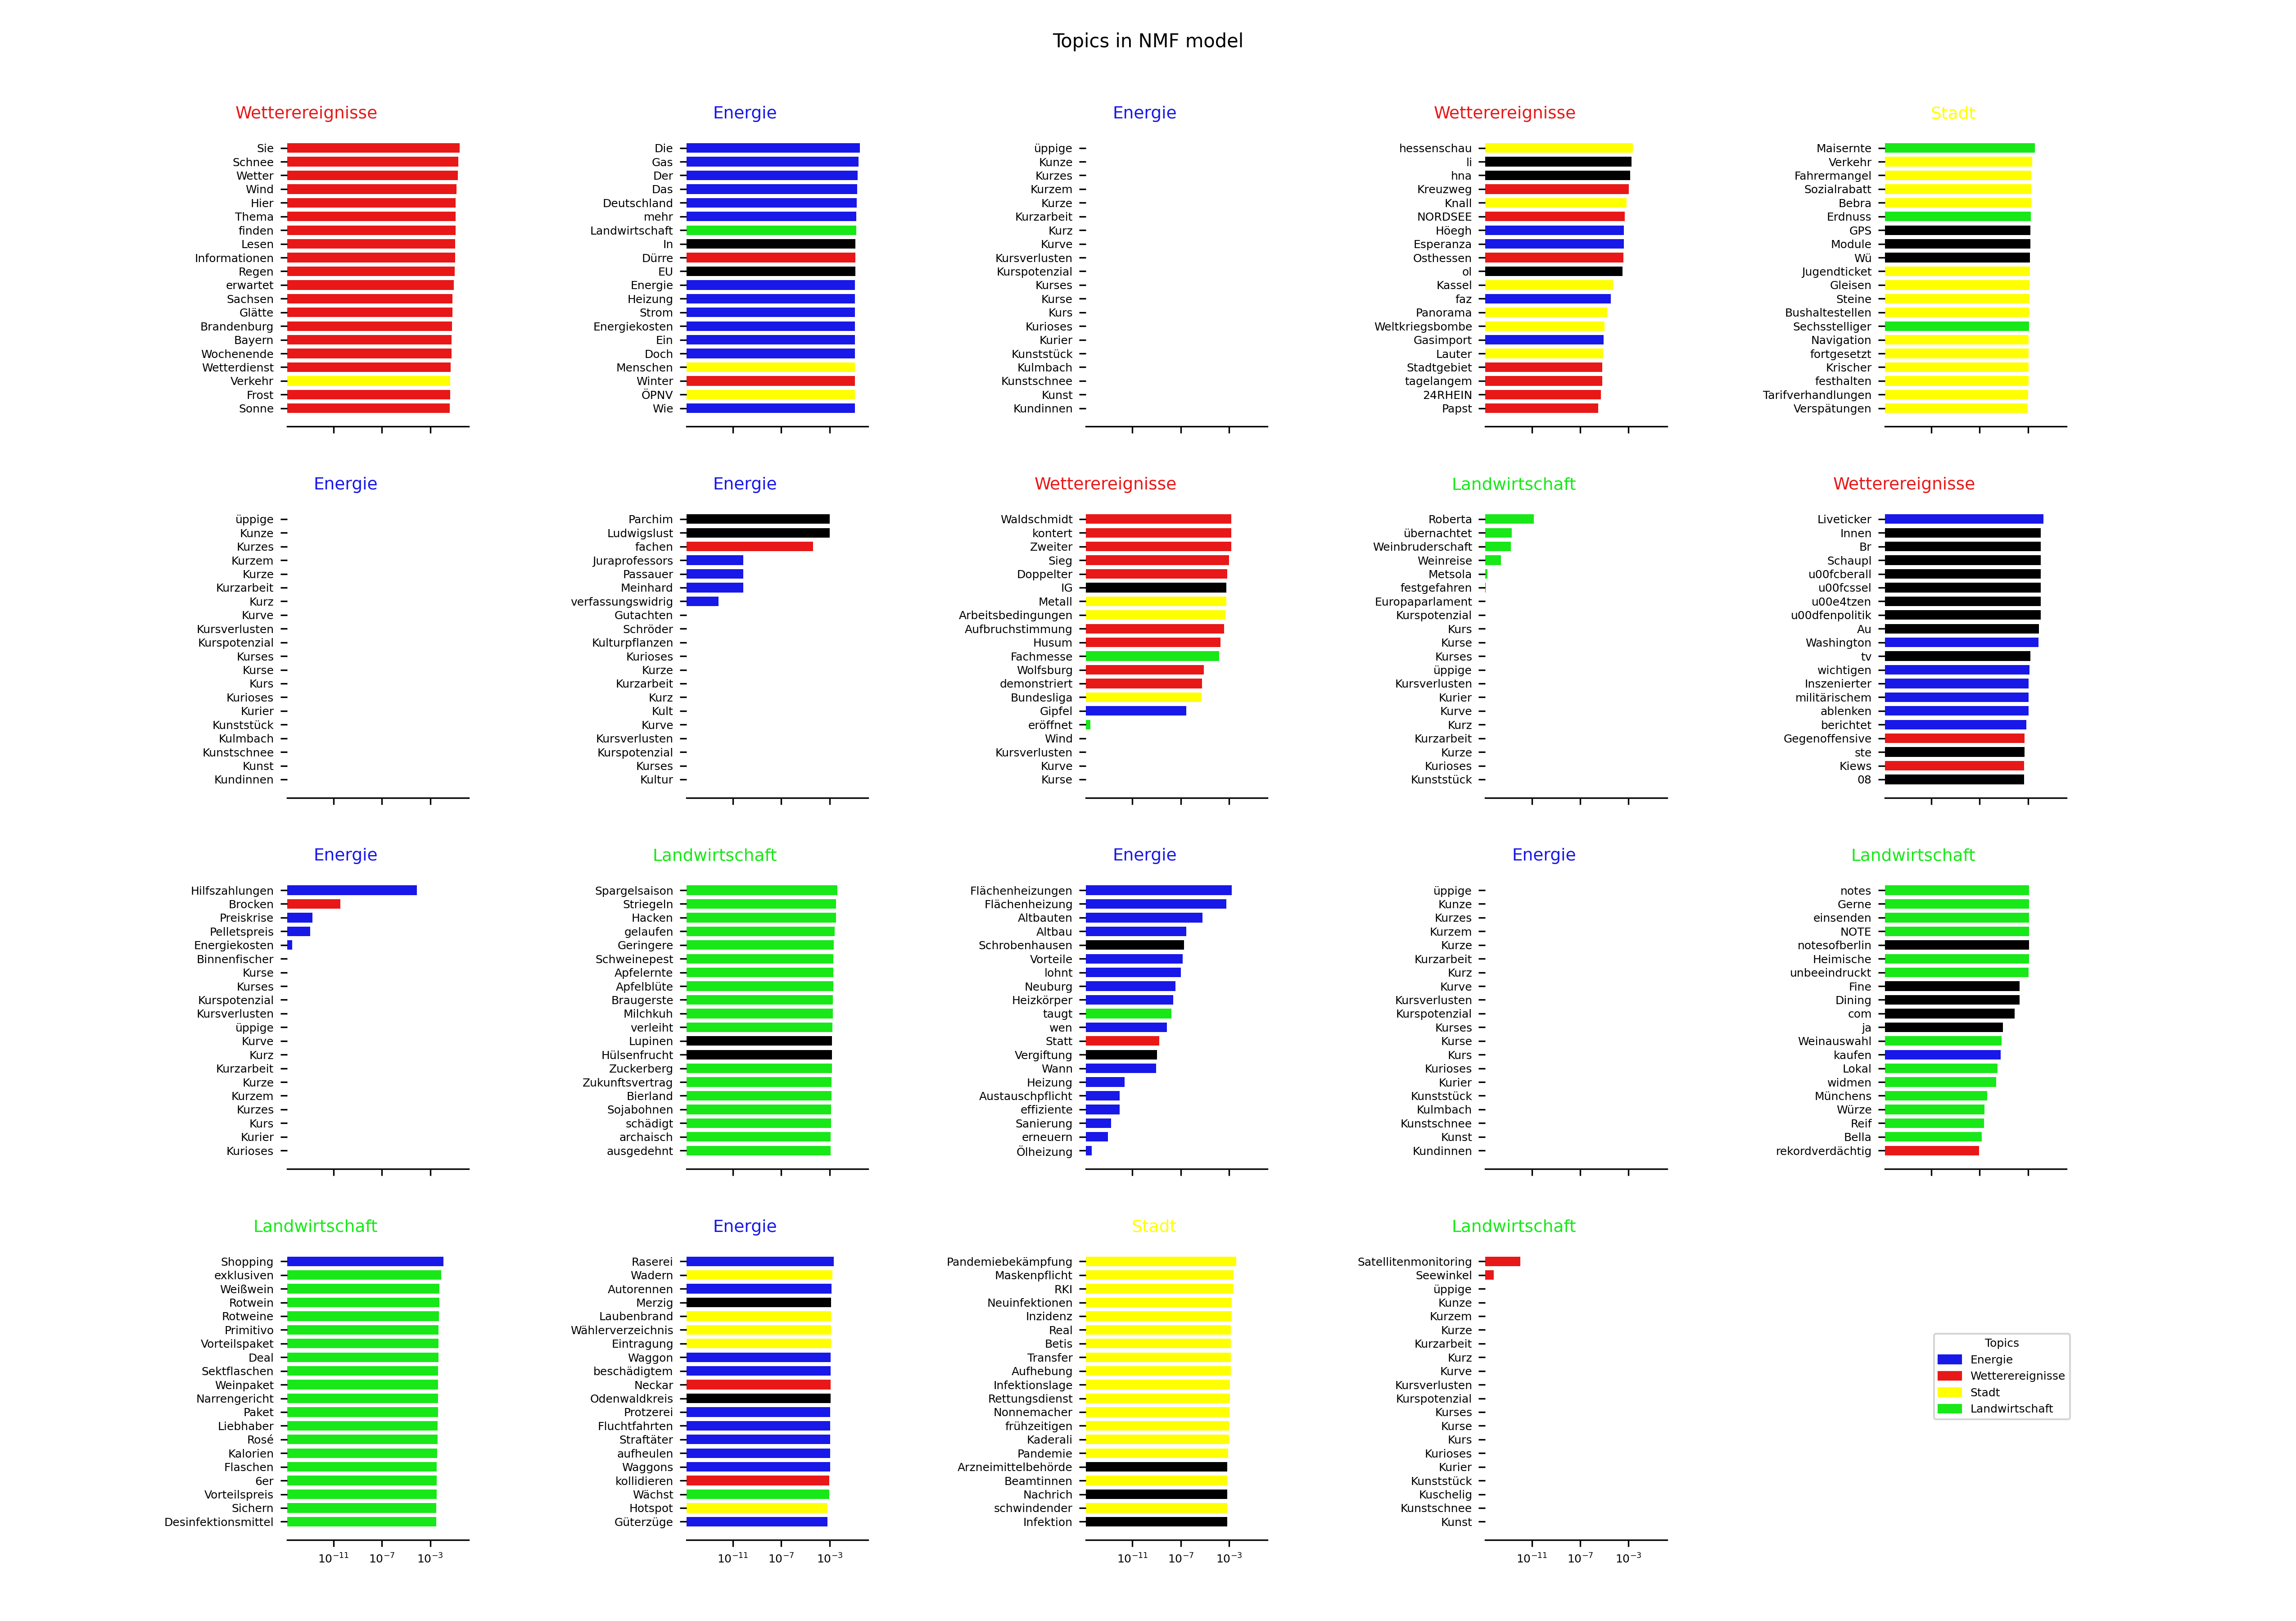 Topics in NMF model
Wetterereignisse
Sie
Schnee
Wetter
Wind
Hier
Thema
finden
Lesen
Informationen
Regen
erwartet
Sachsen
Glätte
Brandenburg
Bayern
Wochenende
Wetterdienst
Verkehr
Frost
Sonne
Energie
Die
Gas
Der
Das
Deutschland
mehr
Landwirtschaft
In
Dürre
EU
Energie
Heizung
Strom
Energiekosten
Ein
Doch
Menschen
Winter
ÖPNV
Wie
Energie
üppige
Kunze
Kurzes
Kurzem
Kurze
Kurzarbeit
Kurz
Kurve
Kursverlusten
Kurspotenzial
Kurses
Kurse
Kurs
Kurioses
Kurier
Kunststück
Kulmbach
Kunstschnee
Kunst
Kundinnen
Wetterereignisse
hessenschau
li
hna
Kreuzweg
Knall
NORDSEE
Höegh
Esperanza
Osthessen
ol
Kassel
faz
Panorama
Weltkriegsbombe
Gasimport
Lauter
Stadtgebiet
tagelangem
24RHEIN
Papst
Stadt
Maisernte
Verkehr
Fahrermangel
Sozialrabatt
Bebra
Erdnuss
GPS
Module
Wü
Jugendticket
Gleisen
Steine
Bushaltestellen
Sechsstelliger
Navigation
fortgesetzt
Krischer
festhalten
Tarifverhandlungen
Verspätungen
Energie
üppige
Kunze
Kurzes
Kurzem
Kurze
Kurzarbeit
Kurz
Kurve
Kursverlusten
Kurspotenzial
Kurses
Kurse
Kurs
Kurioses
Kurier
Kunststück
Kulmbach
Kunstschnee
Kunst
Kundinnen
Energie
Parchim
Ludwigslust
fachen
Juraprofessors
Passauer
Meinhard
verfassungswidrig
Gutachten
Schröder
Kulturpflanzen
Kurioses
Kurze
Kurzarbeit
Kurz
Kult
Kurve
Kursverlusten
Kurspotenzial
Kurses
Kultur
Wetterereignisse
Waldschmidt
kontert
Zweiter
Sieg
Doppelter
IG
Metall
Arbeitsbedingungen
Aufbruchstimmung
Husum
Fachmesse
Wolfsburg
demonstriert
Bundesliga
Gipfel
eröffnet
Wind
Kursverlusten
Kurve
Kurse
Landwirtschaft
Roberta
übernachtet
Weinbruderschaft
Weinreise
Metsola
festgefahren
Europaparlament
Kurspotenzial
Kurs
Kurse
Kurses
üppige
Kursverlusten
Kurier
Kurve
Kurz
Kurzarbeit
Kurze
Kurioses
Kunststück
Wetterereignisse
Liveticker
Innen
Br
Schaupl
u00fcberall
u00fcssel
u00e4tzen
u00dfenpolitik
Au
Washington
tv
wichtigen
Inszenierter
militärischem
ablenken
berichtet
Gegenoffensive
ste
Kiews
08
Energie
Hilfszahlungen
Brocken
Preiskrise
Pelletspreis
Energiekosten
Binnenfischer
Kurse
Kurses
Kurspotenzial
Kursverlusten
üppige
Kurve
Kurz
Kurzarbeit
Kurze
Kurzem
Kurzes
Kurs
Kurier
Kurioses
Landwirtschaft
Spargelsaison
Striegeln
Hacken
gelaufen
Geringere
Schweinepest
Apfelernte
Apfelblüte
Braugerste
Milchkuh
verleiht
Lupinen
Hülsenfrucht
Zuckerberg
Zukunftsvertrag
Bierland
Sojabohnen
schädigt
archaisch
ausgedehnt
Energie
Flächenheizungen
Flächenheizung
Altbauten
Altbau
Schrobenhausen
Vorteile
lohnt
Neuburg
Heizkörper
taugt
wen
Statt
Vergiftung
Wann
Heizung
Austauschpflicht
effiziente
Sanierung
erneuern
Ölheizung
Energie
üppige
Kunze
Kurzes
Kurzem
Kurze
Kurzarbeit
Kurz
Kurve
Kursverlusten
Kurspotenzial
Kurses
Kurse
Kurs
Kurioses
Kurier
Kunststück
Kulmbach
Kunstschnee
Kunst
Kundinnen
Landwirtschaft
notes
Gerne
einsenden
NOTE
notesofberlin
Heimische
unbeeindruckt
Fine
Dining
com
ja
Weinauswahl
kaufen
Lokal
widmen
Münchens
Würze
Reif
Bella
rekordverdächtig
Landwirtschaft
Shopping
exklusiven
Weißwein
Rotwein
Rotweine
Primitivo
Vorteilspaket
Deal
Sektflaschen
Weinpaket
Narrengericht
Paket
Liebhaber
Rosé
Kalorien
Flaschen
6er
Vorteilspreis
Sichern
Desinfektionsmittel
10⁻¹¹ 10⁻⁷ 10⁻³
Energie
Raserei
Wadern
Autorennen
Merzig
Laubenbrand
Wählerverzeichnis
Eintragung
Waggon
beschädigtem
Neckar
Odenwaldkreis
Protzerei
Fluchtfahrten
Straftäter
aufheulen
Waggons
kollidieren
Wächst
Hotspot
Güterzüge
10⁻¹¹ 10⁻⁷ 10⁻³
Stadt
Pandemiebekämpfung
Maskenpflicht
RKI
Neuinfektionen
Inzidenz
Real
Betis
Transfer
Aufhebung
Infektionslage
Rettungsdienst
Nonnemacher
frühzeitigen
Kaderali
Pandemie
Arzneimittelbehörde
Beamtinnen
Nachrich
schwindender
Infektion
10⁻¹¹ 10⁻⁷ 10⁻³
Landwirtschaft
Satellitenmonitoring
Seewinkel
üppige
Kunze
Kurzem
Kurze
Kurzarbeit
Kurz
Kurve
Kursverlusten
Kurspotenzial
Kurses
Kurse
Kurs
Kurioses
Kurier
Kunststück
Kuschelig
Kunstschnee
Kunst
10⁻¹¹ 10⁻⁷ 10⁻³
Topics
Energie
Wetterereignisse
Stadt
Landwirtschaft